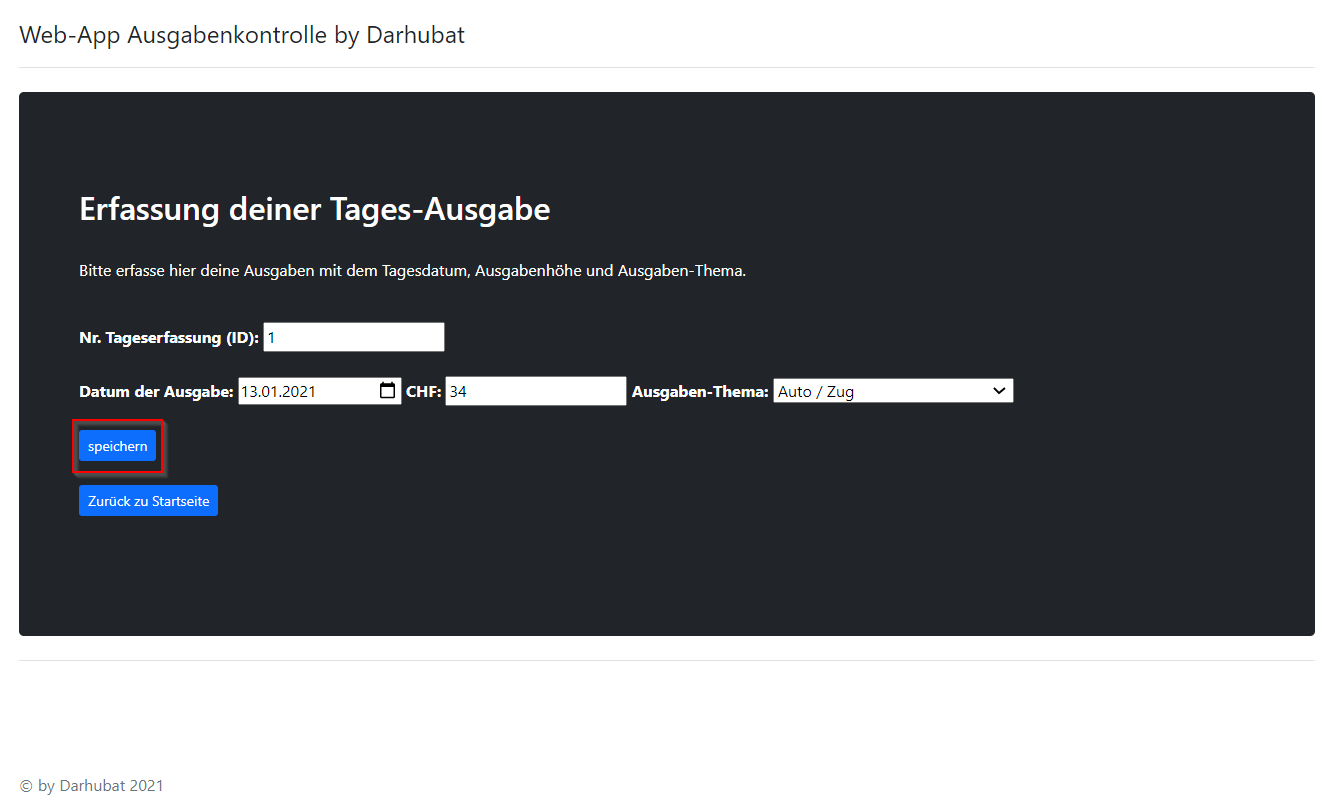 Web-App Ausgabenkontrolle by Darhubat
Erfassung deiner Tages-Ausgabe
Bitte erfasse hier deine Ausgaben mit dem Tagesdatum, Ausgabenhöhe und Ausgaben-Thema.
Nr. Tageserfassung (ID): 1
Datum der Ausgabe: 13.01.2021 CHF: 34 Ausgaben-Thema: Auto / Zug
speichern
Zurück zu Startseite
© by Darhubat 2021